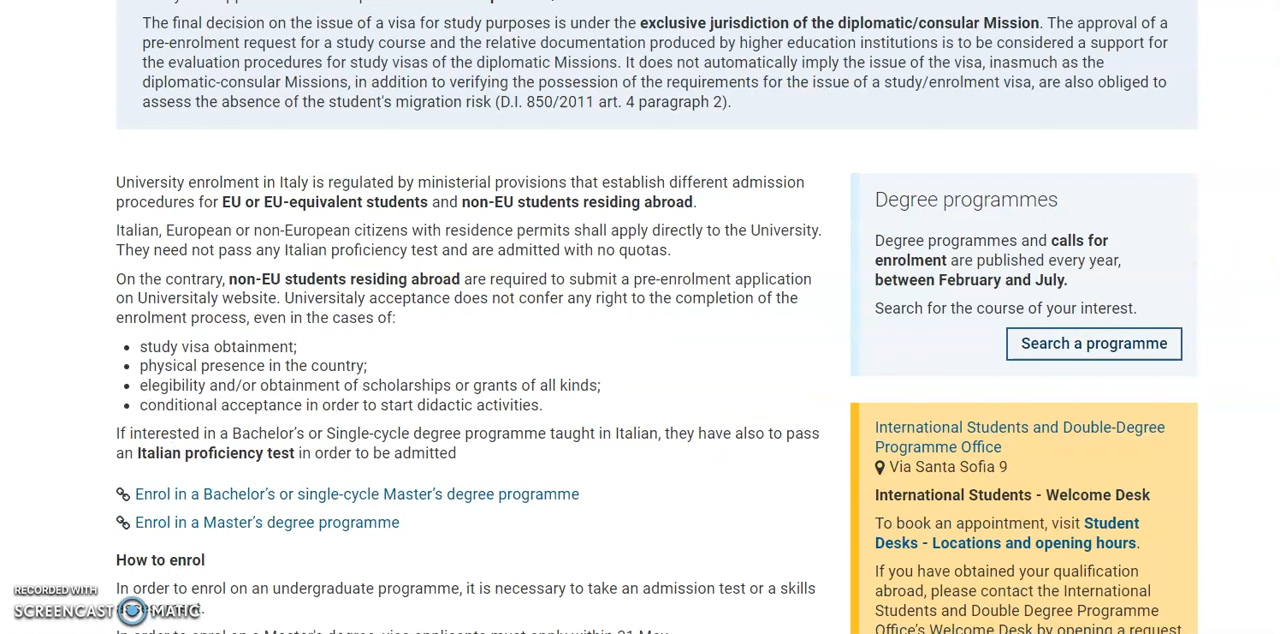 The final decision on the issue of a visa for study purposes is under the exclusive jurisdiction of the diplomatic/consular Mission. The approval of a
pre-enrolment request for a study course and the relative documentation produced by higher education institutions is to be considered a support for
the evaluation procedures for study visas of the diplomatic Missions. It does not automatically imply the issue of the visa, inasmuch as the
diplomatic-consular Missions, in addition to verifying the possession of the requirements for the issue of a study/enrolment visa, are also obliged to
assess the absence of the student's migration risk (D.I. 850/2011 art. 4 paragraph 2).
University enrolment in Italy is regulated by ministerial provisions that establish different admission
procedures for EU or EU-equivalent students and non-EU students residing abroad.
Italian, European or non-European citizens with residence permits shall apply directly to the University.
They need not pass any Italian proficiency test and are admitted with no quotas.
On the contrary, non-EU students residing abroad are required to submit a pre-enrolment application
on Universitaly website. Universitaly acceptance does not confer any right to the completion of the
enrolment process, even in the cases of:
study visa obtainment;
physical presence in the country;
elegibility and/or obtainment of scholarships or grants of all kinds;
conditional acceptance in order to start didactic activities.
If interested in a Bachelor's or Single-cycle degree programme taught in Italian, they have also to pass
an Italian proficiency test in order to be admitted
Enrol in a Bachelor's or single-cycle Master's degree programme
Enrol in a Master's degree programme
How to enrol
In order to enrol on an undergraduate programme, it is necessary to take an admission test or a skills
Degree programmes
Degree programmes and calls for
enrolment are published every year,
between February and July.
Search for the course of your interest.
Search a programme
International Students and Double-Degree
Programme Office
Via Santa Sofia 9
International Students - Welcome Desk
To book an appointment, visit Student
Desks - Locations and opening hours.
If you have obtained your qualification
abroad, please contact the International
Students and Double Degree Programme
Office's Welcome Desk by opening a request
RECORDED WITH
SCREENCAST MATIC